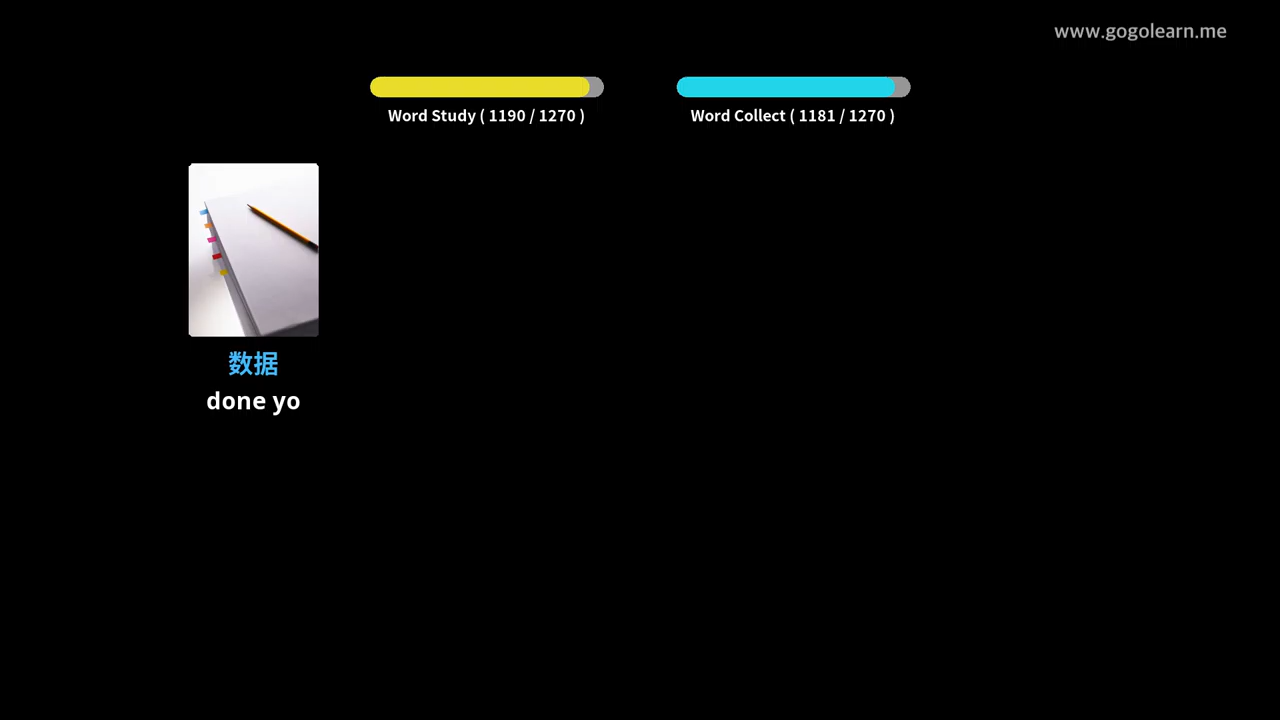 www.gogolearn.me
Word Study ( 1190 / 1270 )
Word Collect ( 1181 / 1270 )
数据
done yo